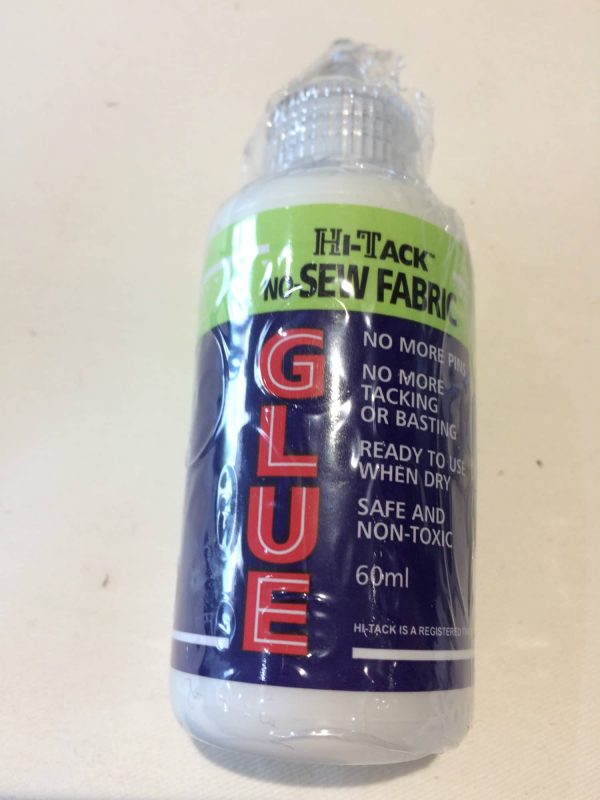 HI-TACK™
NO SEW FABRIC
GLUE
NO MORE PINS
NO MORE
TACKING
OR BASTING
READY TO USE
WHEN DRY
SAFE AND
NON-TOXIC
60ml
HI-TACK IS A REGISTERED